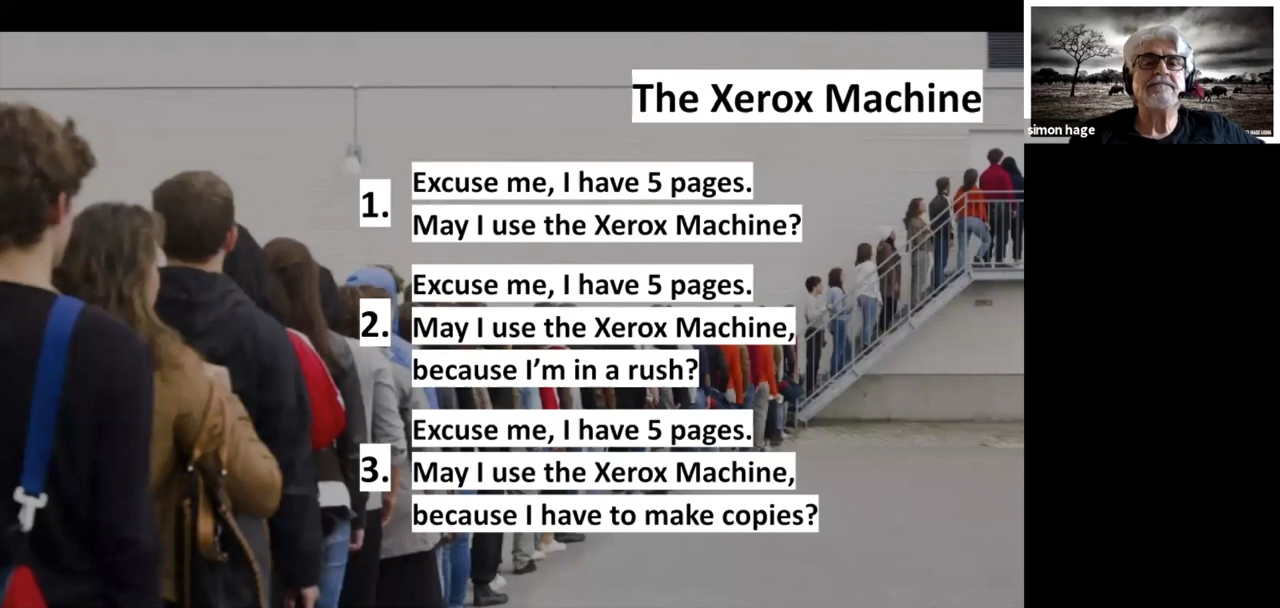 The Xerox Machine
1. Excuse me, I have 5 pages.
May I use the Xerox Machine?
2. Excuse me, I have 5 pages.
May I use the Xerox Machine,
because I’m in a rush?
3. Excuse me, I have 5 pages.
May I use the Xerox Machine,
because I have to make copies?
simon hage